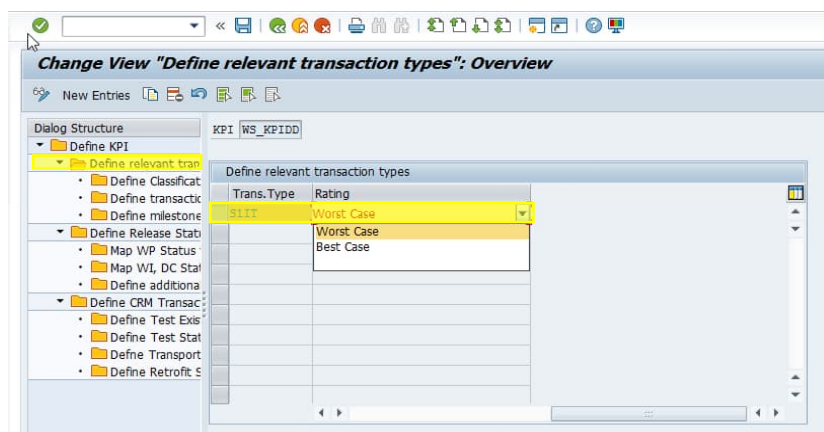 Change View "Define relevant transaction types": Overview
New Entries
Dialog Structure
Define KPI
Define relevant tran
Define Classificat
Define transactic
Define milestone
Define Release Stat
Map WP Status
Map WI, DC Stat
Define additiona
Define CRM Transac
Define Test Exis
Define Test Stat
Defne Transport
Define Retrofit S
KPI WS_KPIDD
Define relevant transaction types
Trans.Type Rating
S1IT Worst Case
Worst Case
Best Case